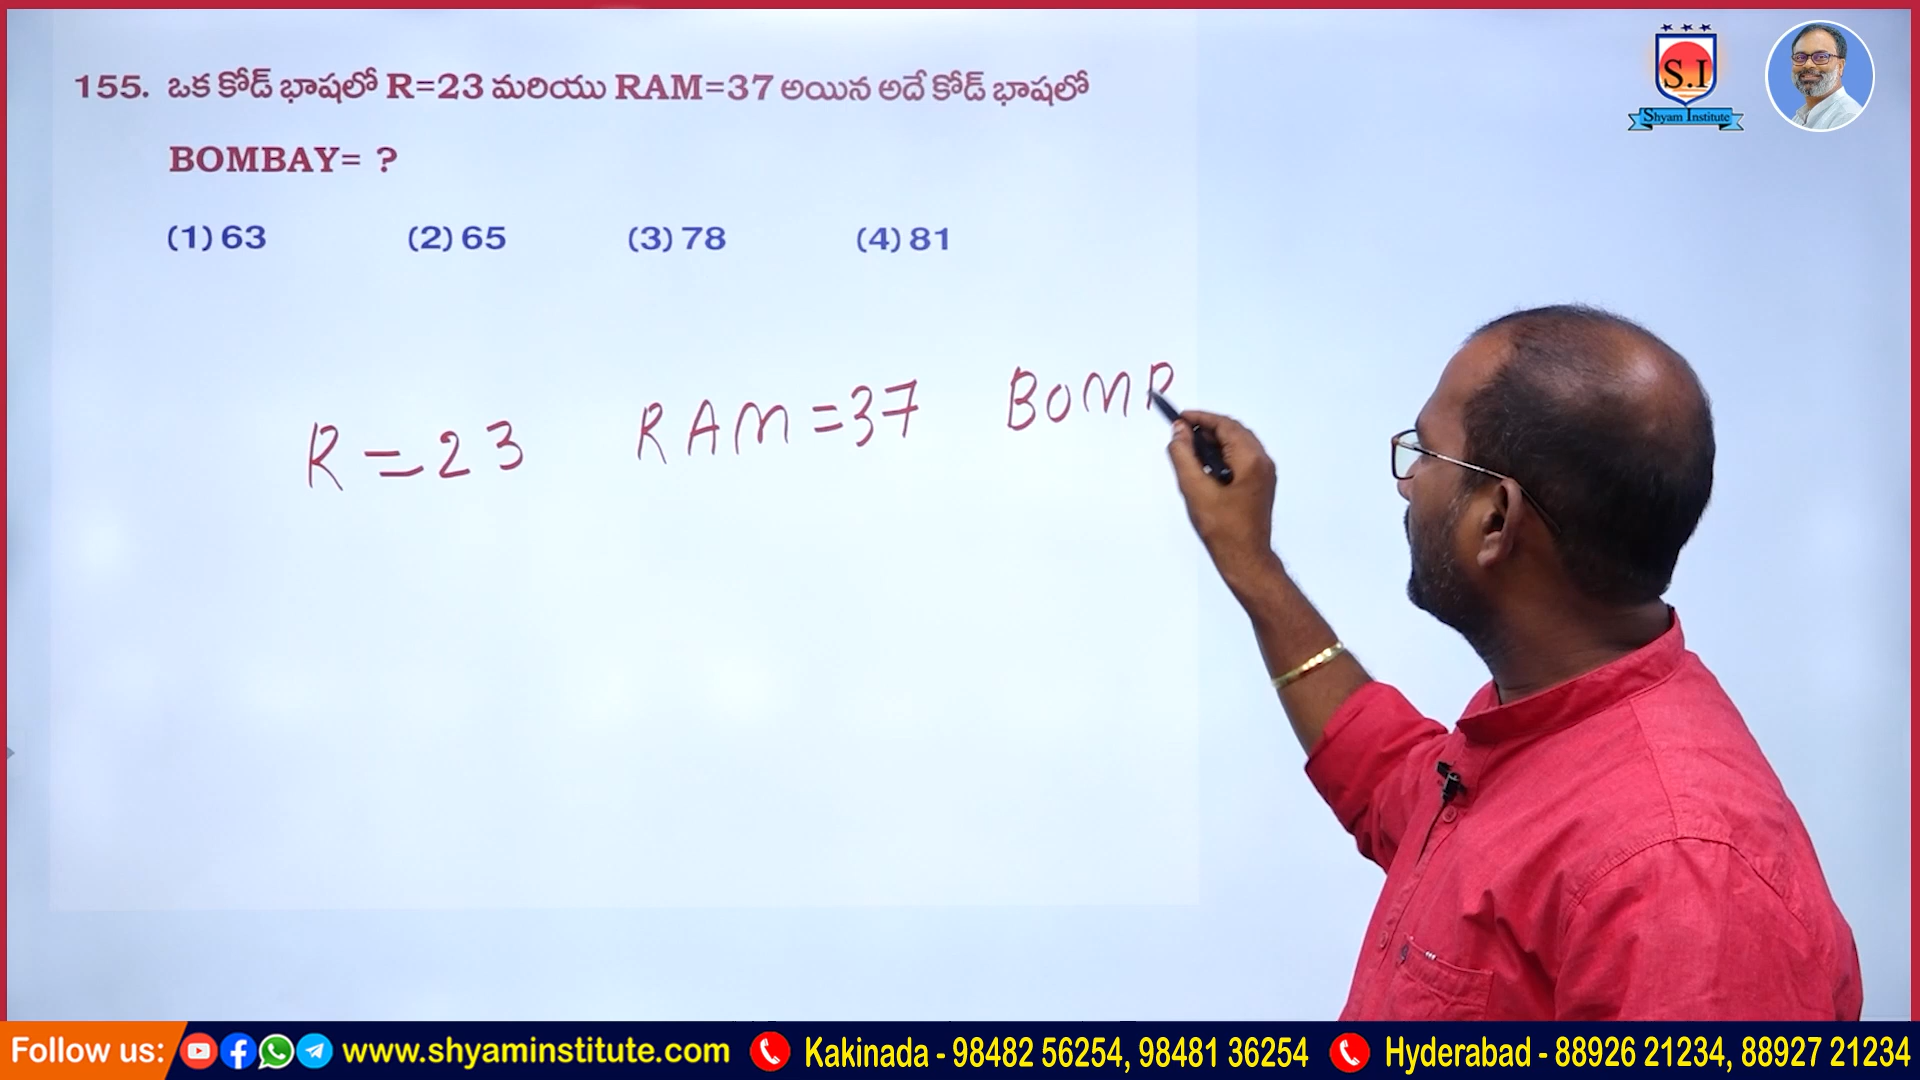 155. ఒక కోడ్ భాషలో R=23 మరియు RAM=37 అయిన అదే కోడ్ భాషలో
BOMBAY= ?
(1) 63 (2) 65 (3) 78 (4) 81
R = 23 RAM = 37 BOMB
S.I
Shyam Institute
Follow us: www.shyaminstitute.com Kakinada - 98482 56254, 98481 36254 Hyderabad - 88926 21234, 88927 21234